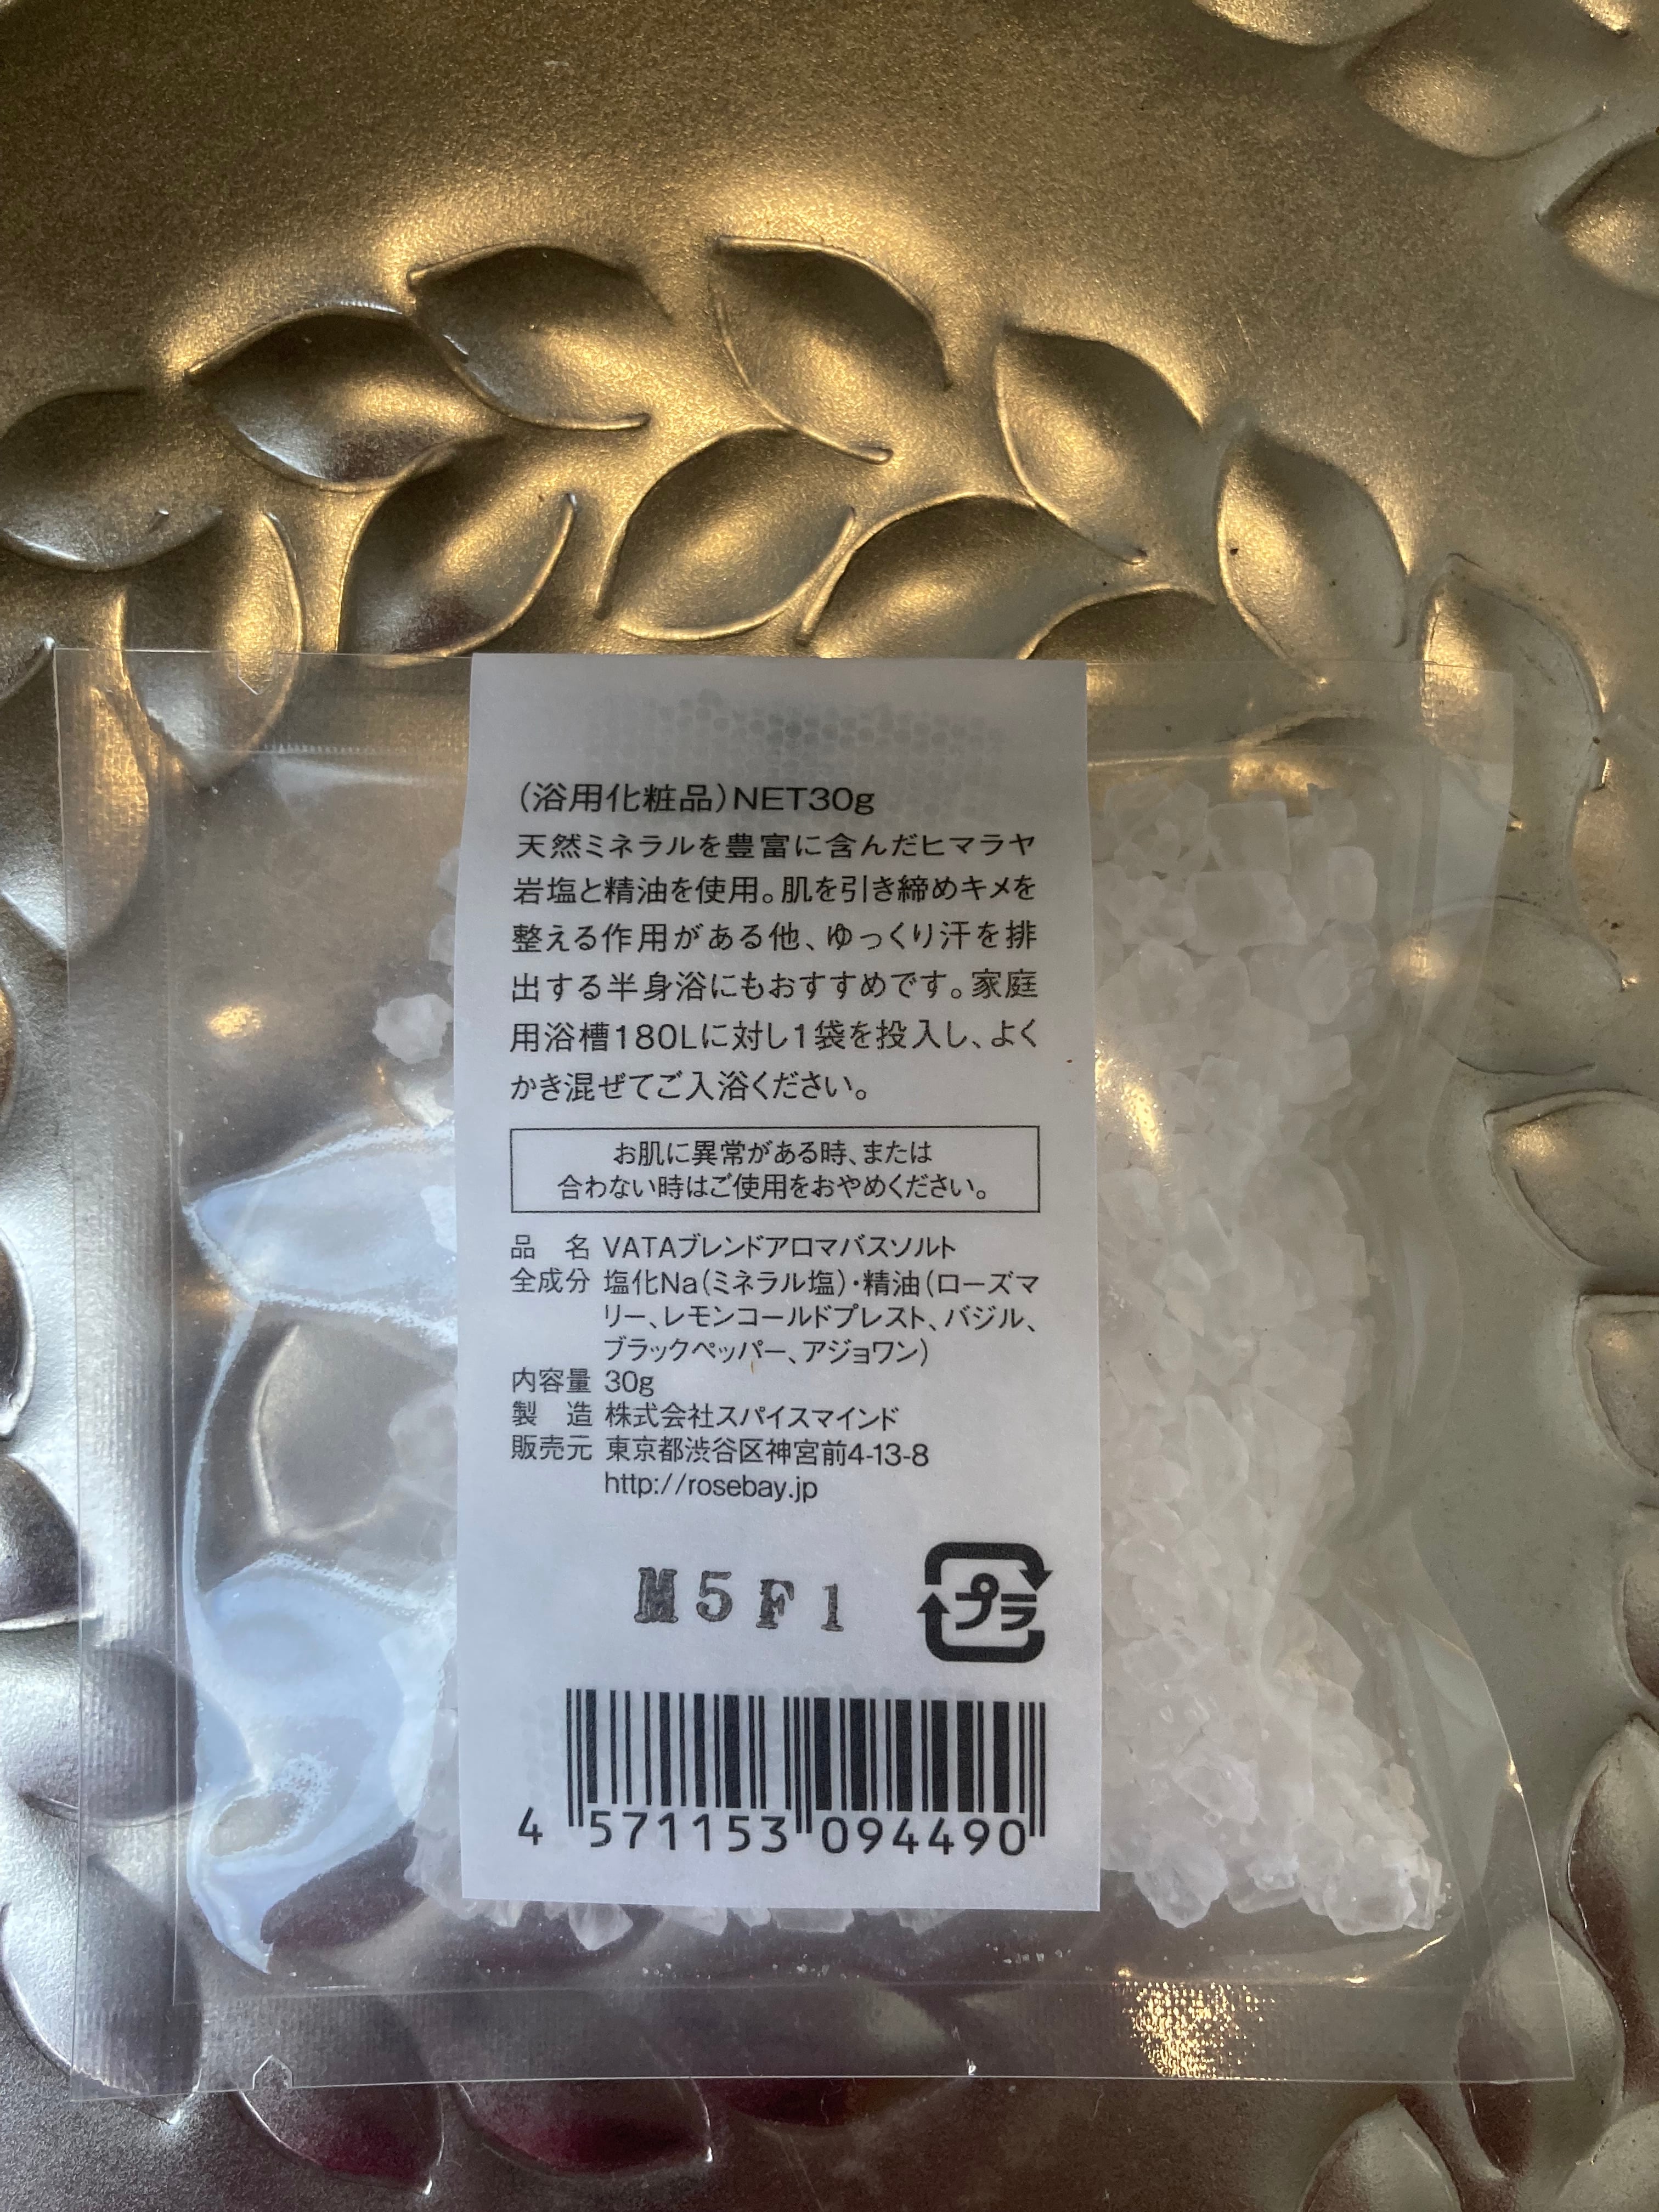 (浴用化粧品)NET30g
天然ミネラルを豊富に含んだヒマラヤ
岩塩と精油を使用。肌を引き締めキメを
整える作用がある他、ゆっくり汗を排
出する半身浴にもおすすめです。家庭
用浴槽180Lに対し1袋を投入し、よく
かき混ぜてご入浴ください。
お肌に異常がある時、または
合わない時はご使用をおやめください。
品 名 VATAブレンドアロマバスソルト
全成分 塩化Na(ミネラル塩)・精油(ローズマ
リー、レモンコールドプレスト、バジル、
ブラックペッパー、アジョワン)
内容量 30g
製 造 株式会社スパイスマインド
販売元 東京都渋谷区神宮前4-13-8
http://rosebay.jp
M5F1
プラ
4 571153 094490